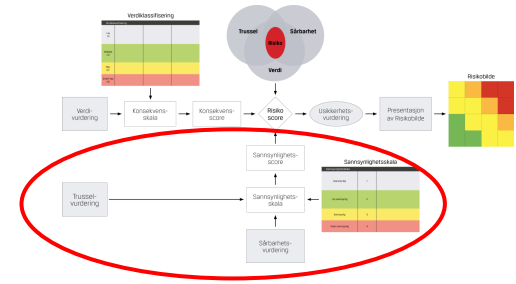 Verdiklassifisering
Trussel
Sårbarhet
Risiko
Verdi
Risikobilde
Verdi-
vurdering
Konsekvens-
skala
Konsekvens-
score
Risiko
score
Usikkerhets-
vurdering
Presentasjon
av Risikobilde
Sannsynlighets-
score
Sannsynlighetsskala
Trussel-
vurdering
Sannsynlighets-
skala
Sårbarhets-
vurdering